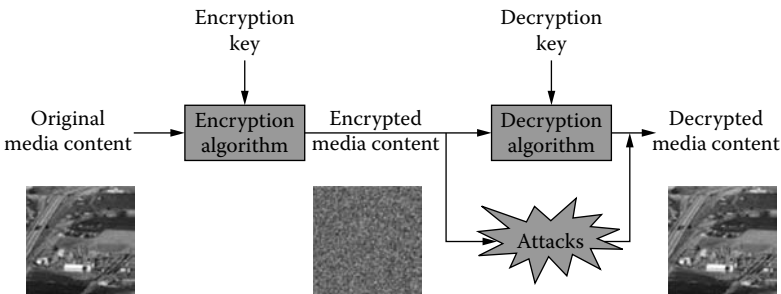 Encryption
key
Decryption
key
Original
media content
Encryption
algorithm
Encrypted
media content
Decryption
algorithm
Decrypted
media content
Attacks